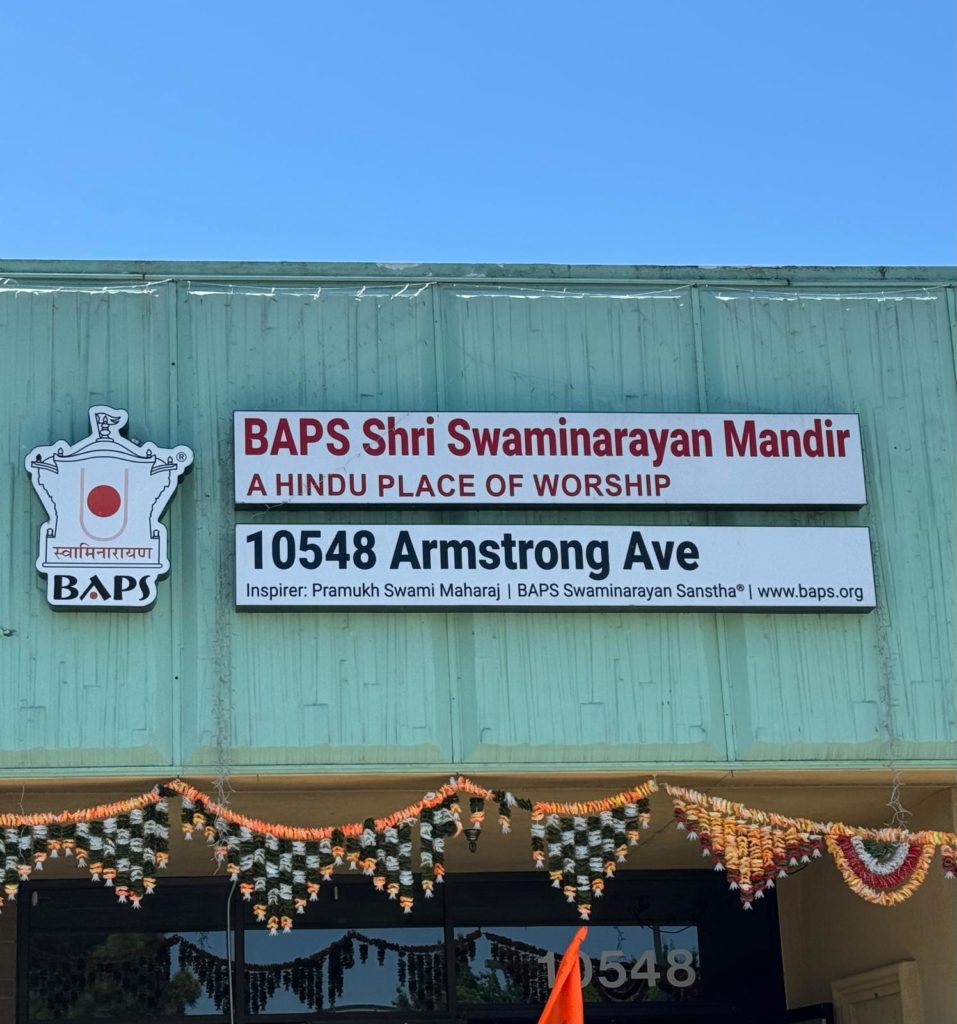 BAPS Shri Swaminarayan Mandir
A HINDU PLACE OF WORSHIP
®
स्वामिनारायण
BAPS
10548 Armstrong Ave
Inspirer: Pramukh Swami Maharaj | BAPS Swaminarayan Sanstha® | www.baps.org
10548